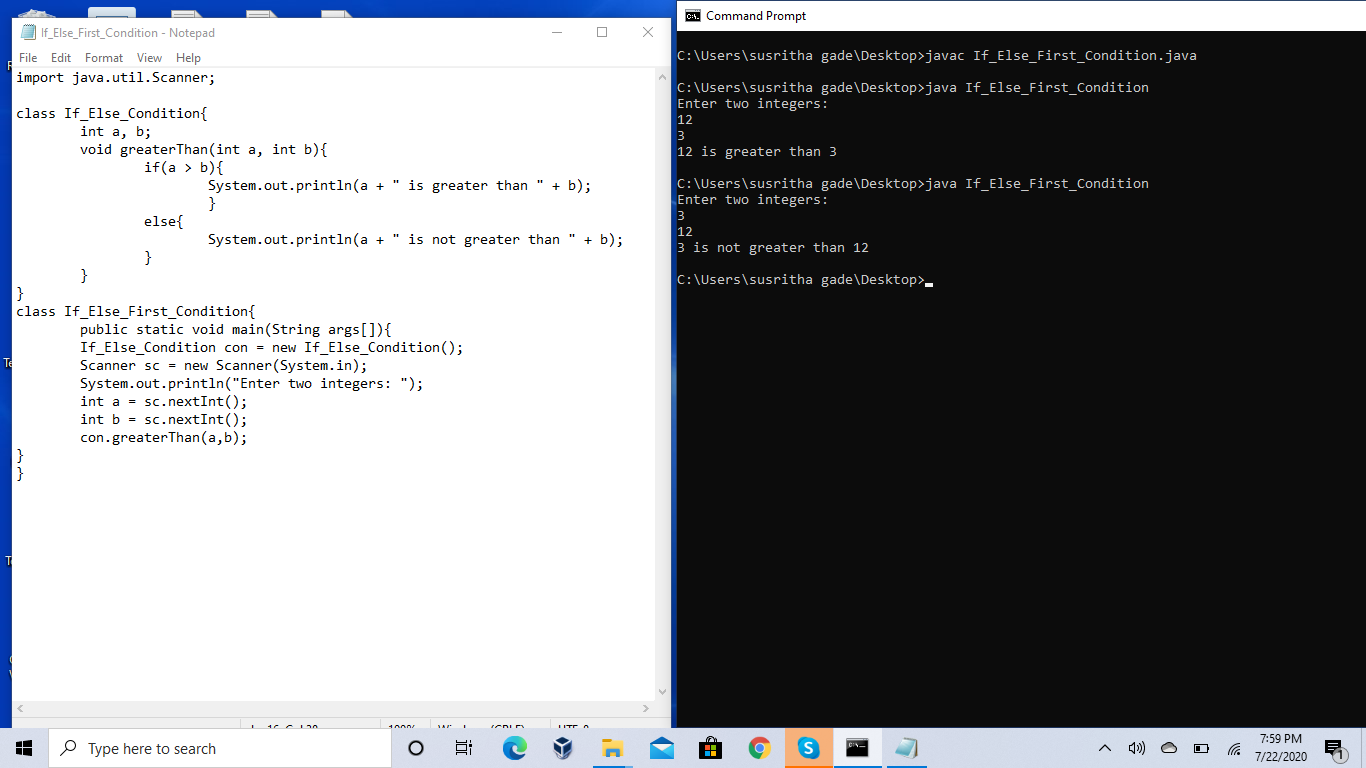 If_Else_First_Condition - Notepad
File Edit Format View Help
import java.util.Scanner;

class If_Else_Condition{
	int a, b;
	void greaterThan(int a, int b){
		if(a > b){
			System.out.println(a + " is greater than " + b);
			}
		else{
			System.out.println(a + " is not greater than " + b);
		}
	}
}
class If_Else_First_Condition{
	public static void main(String args[]){
	If_Else_Condition con = new If_Else_Condition();
	Scanner sc = new Scanner(System.in);
	System.out.println("Enter two integers: ");
	int a = sc.nextInt();
	int b = sc.nextInt();
	con.greaterThan(a,b);
}
}
Command Prompt
C:\Users\susritha gade\Desktop>javac If_Else_First_Condition.java

C:\Users\susritha gade\Desktop>java If_Else_First_Condition
Enter two integers:
12
3
12 is greater than 3

C:\Users\susritha gade\Desktop>java If_Else_First_Condition
Enter two integers:
3
12
3 is not greater than 12

C:\Users\susritha gade\Desktop>
Type here to search
7:59 PM
7/22/2020
1